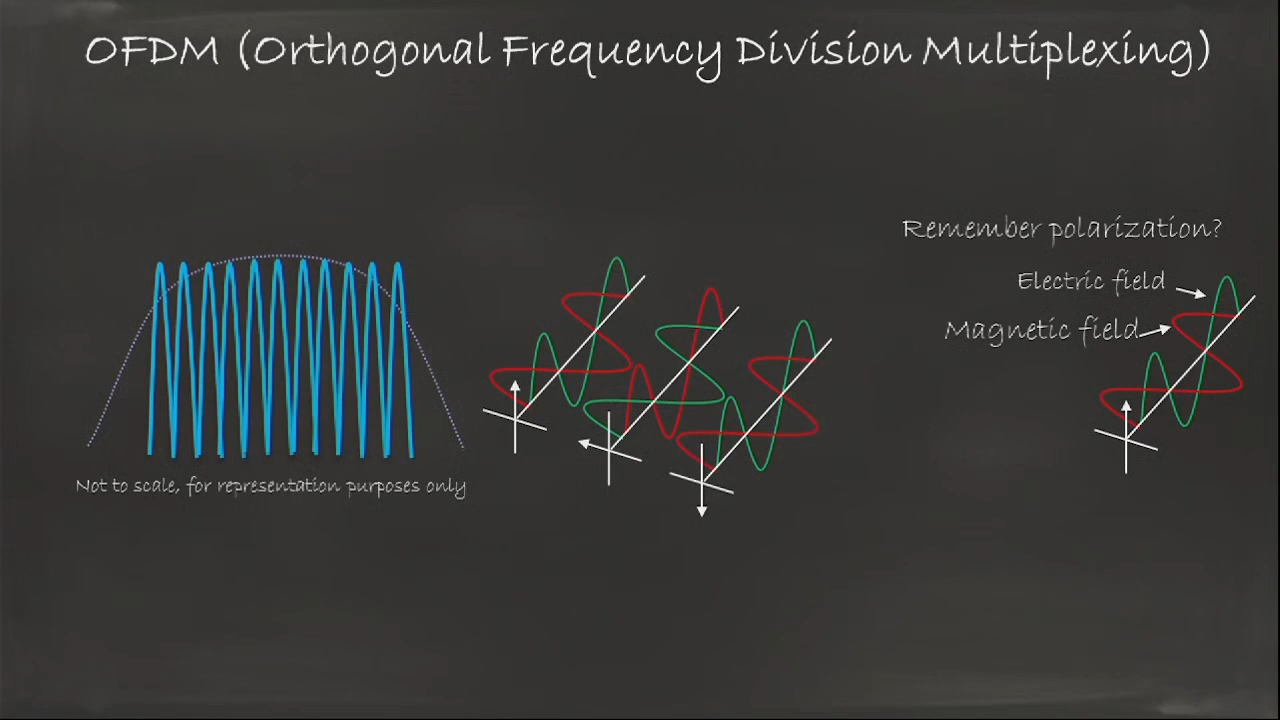 OFDM (Orthogonal Frequency Division Multiplexing)
Remember polarization?
Electric field
Magnetic field
Not to scale, for representation purposes only